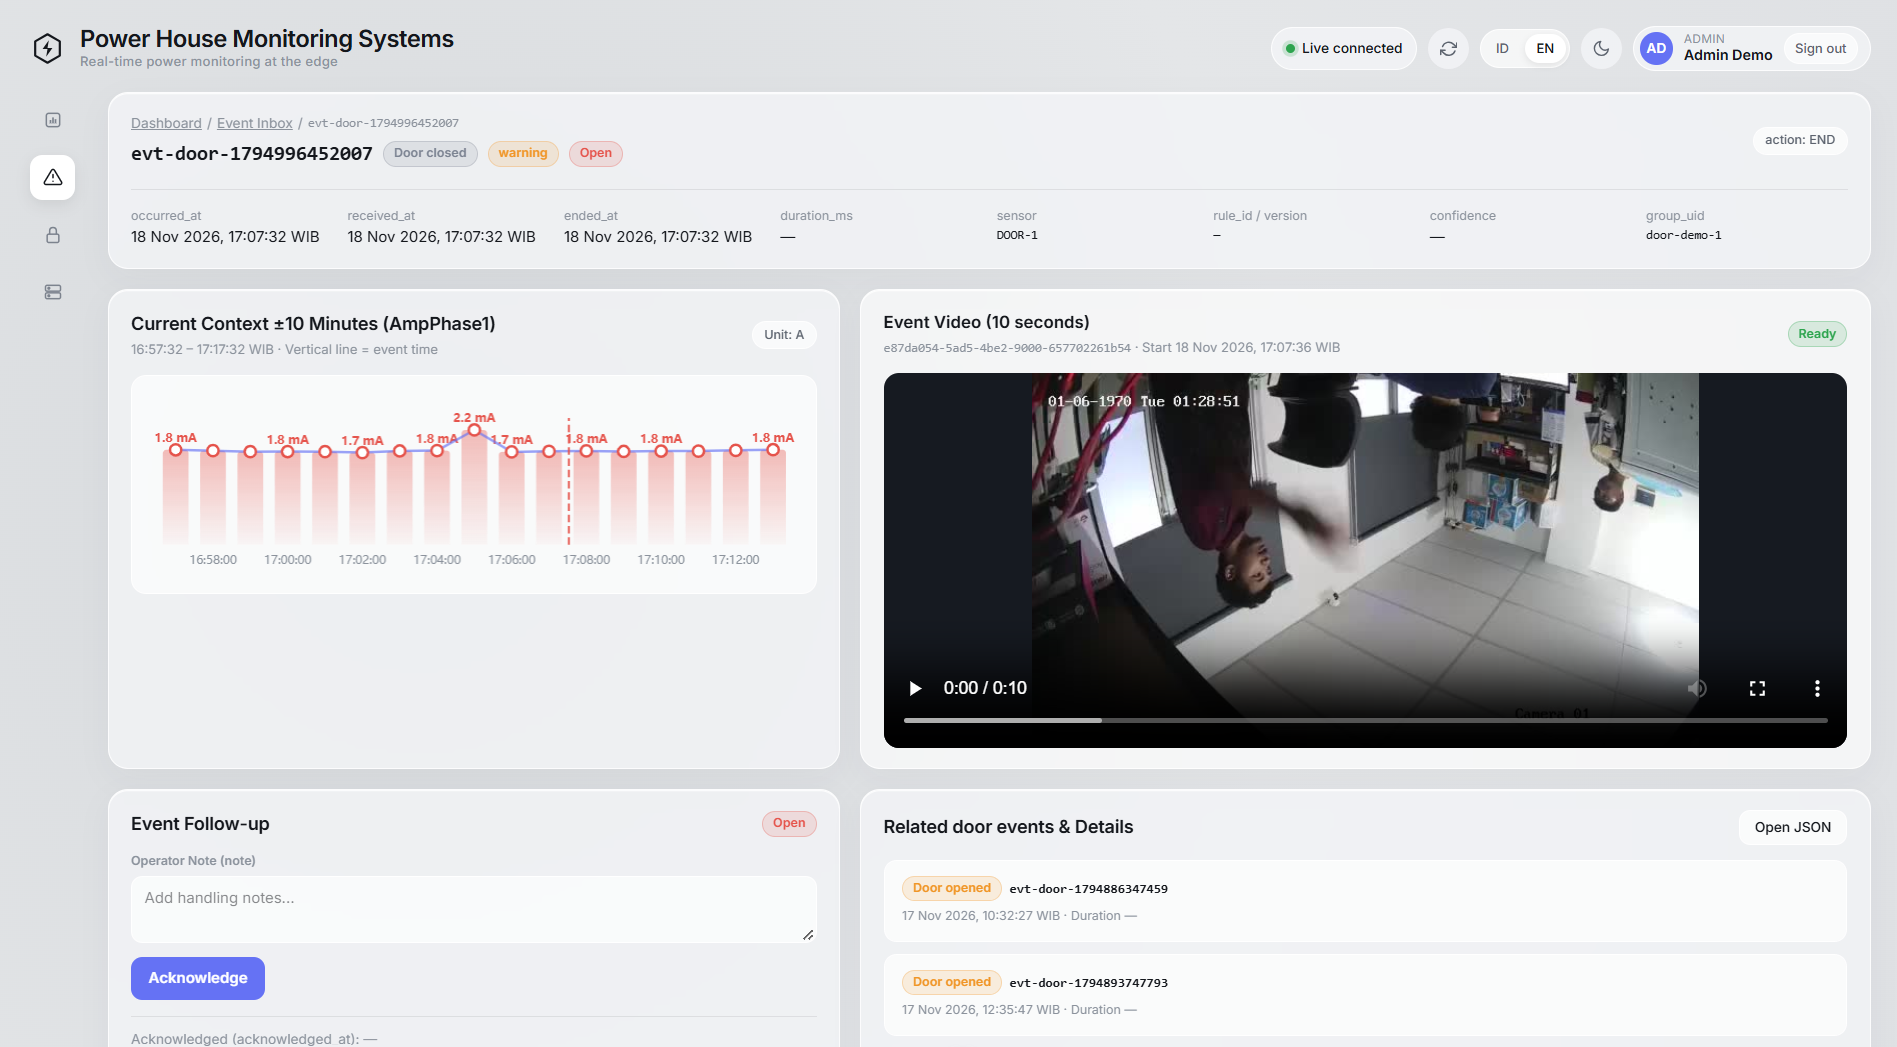 Power House Monitoring Systems
Real-time power monitoring at the edge
Live connected
ID
EN
AD
ADMIN
Admin Demo
Sign out
Dashboard / Event Inbox / evt-door-1794996452007
evt-door-1794996452007
Door closed
warning
Open
action: END
occurred_at
18 Nov 2026, 17:07:32 WIB
received_at
18 Nov 2026, 17:07:32 WIB
ended_at
18 Nov 2026, 17:07:32 WIB
duration_ms
—
sensor
DOOR-1
rule_id / version
–
confidence
—
group_uid
door-demo-1
Current Context ±10 Minutes (AmpPhase1)
16:57:32 – 17:17:32 WIB · Vertical line = event time
Unit: A
1.8 mA
1.8 mA
1.7 mA
1.8 mA
2.2 mA
1.7 mA
1.8 mA
1.8 mA
1.8 mA
16:58:00
17:00:00
17:02:00
17:04:00
17:06:00
17:08:00
17:10:00
17:12:00
Event Video (10 seconds)
e87da054-5ad5-4be2-9000-657702261b54 · Start 18 Nov 2026, 17:07:36 WIB
Ready
01-06-1970 Tue 01:28:51
0:00 / 0:10
Camera 01
Event Follow-up
Open
Operator Note (note)
Add handling notes...
Acknowledge
Acknowledged (acknowledged_at): —
Related door events & Details
Open JSON
Door opened
evt-door-1794886347459
17 Nov 2026, 10:32:27 WIB · Duration —
Door opened
evt-door-1794893747793
17 Nov 2026, 12:35:47 WIB · Duration —